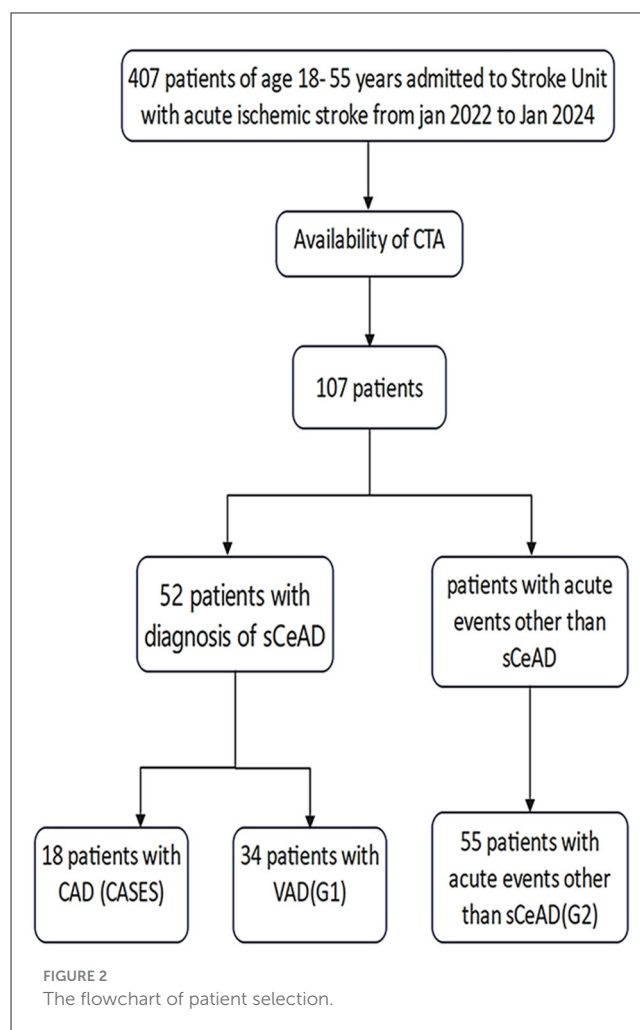 407 patients of age 18- 55 years admitted to Stroke Unit
with acute ischemic stroke from jan 2022 to Jan 2024
Availability of CTA
107 patients
52 patients with
diagnosis of sCeAD
patients with acute
events other than
sCeAD
18 patients with
CAD (CASES)
34 patients with
VAD(G1)
55 patients with
acute events other
than sCeAD(G2)
FIGURE 2
The flowchart of patient selection.